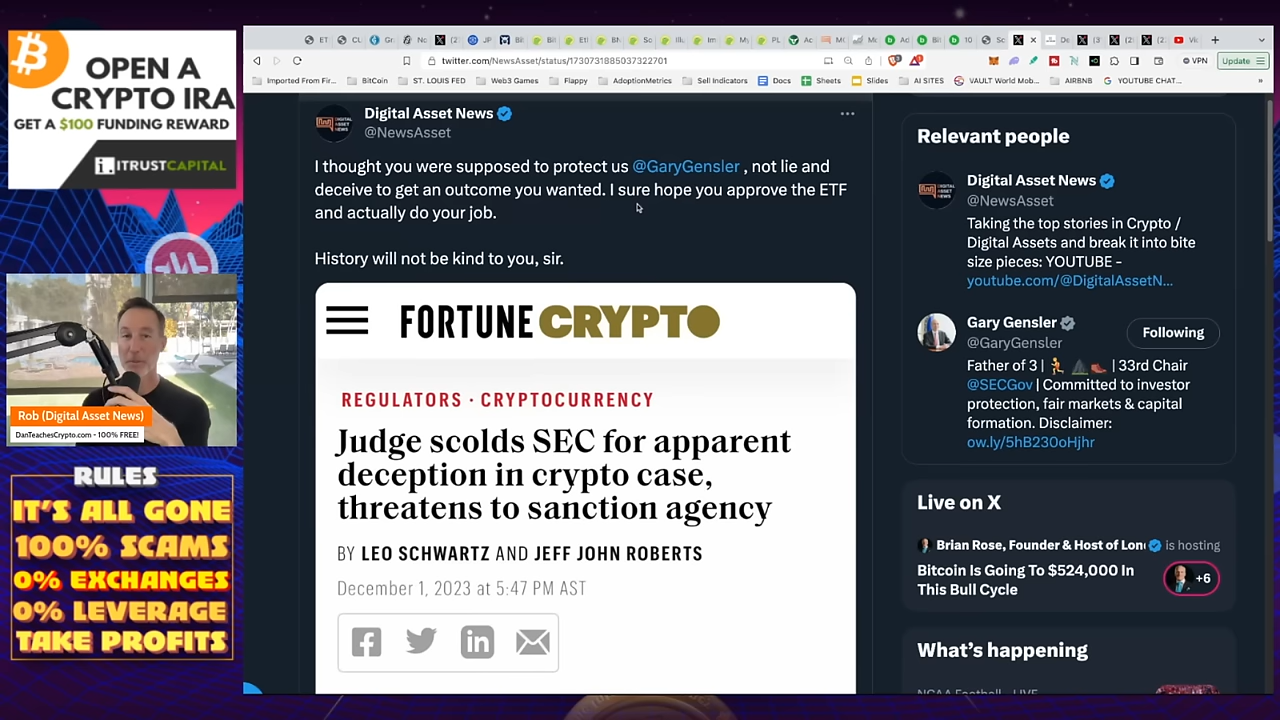 OPEN A
CRYPTO IRA
GET A $100 FUNDING REWARD
ITRUSTCAPITAL
Rob (Digital Asset News)
DanTeachesCrypto.com - 100% FREE!
RULES
IT'S ALL GONE
100% SCAMS
0% EXCHANGES
0% LEVERAGE
TAKE PROFITS
twitter.com/NewsAsset/status/1730731885037322701
VPN
Update
Imported From Fir...
BitCoin
ST. LOUIS FED
Web3 Games
Flappy
AdoptionMetrics
Sell Indicators
Docs
Sheets
Slides
AI SITES
VAULT World Mob...
AIRBNB
YOUTUBE CHAT...
Digital Asset News
@NewsAsset
I thought you were supposed to protect us @GaryGensler , not lie and
deceive to get an outcome you wanted. I sure hope you approve the ETF
and actually do your job.
History will not be kind to you, sir.
FORTUNE CRYPTO
REGULATORS · CRYPTOCURRENCY
Judge scolds SEC for apparent
deception in crypto case,
threatens to sanction agency
BY LEO SCHWARTZ AND JEFF JOHN ROBERTS
December 1, 2023 at 5:47 PM AST
Relevant people
Digital Asset News
@NewsAsset
Taking the top stories in Crypto /
Digital Assets and break it into bite
size pieces: YOUTUBE -
youtube.com/@DigitalAssetN...
Gary Gensler
@GaryGensler
Following
Father of 3 | | 33rd Chair
@SECGov | Committed to investor
protection, fair markets & capital
formation. Disclaimer:
ow.ly/5hB23OoHjhr
Live on X
Brian Rose, Founder & Host of Lon
is hosting
Bitcoin Is Going To $524,000 In
This Bull Cycle
+6
What's happening
NCAA Football · LIVE